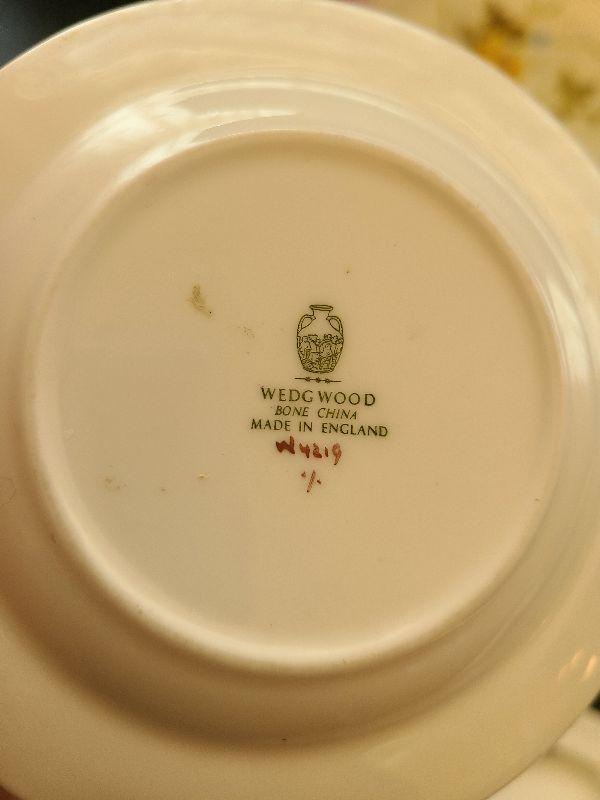 WEDGWOOD
BONE CHINA
MADE IN ENGLAND
W4219